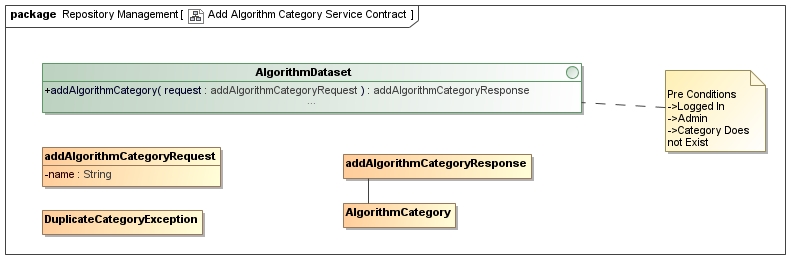 package Repository Management[ Add Algorithm Category Service Contract ]
AlgorithmDataset
+addAlgorithmCategory( request : addAlgorithmCategoryRequest ) : addAlgorithmCategoryResponse
...
Pre Conditions
->Logged In
->Admin
->Category Does
not Exist
addAlgorithmCategoryRequest
-name : String
addAlgorithmCategoryResponse
DuplicateCategoryException
AlgorithmCategory